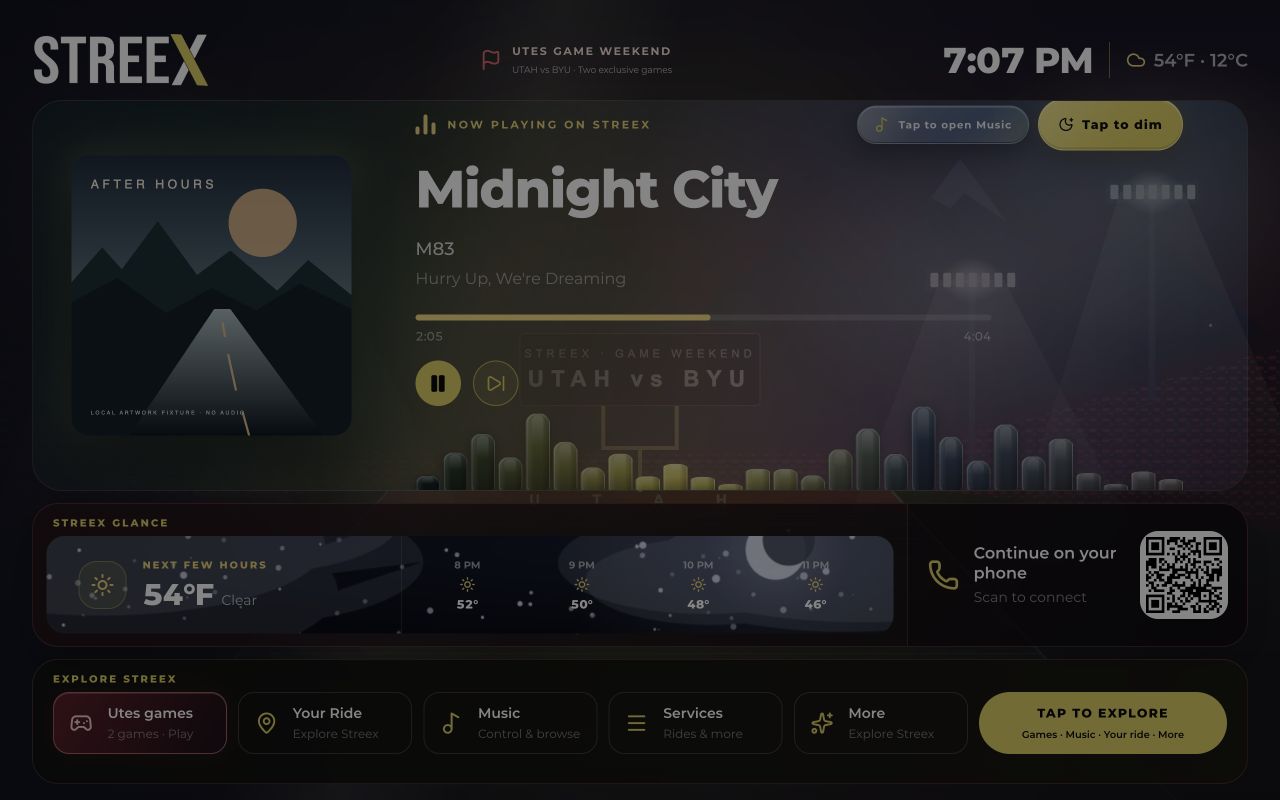 STREEX
UTES GAME WEEKEND
UTAH vs BYU · Two exclusive games
7:07 PM
54°F · 12°C
NOW PLAYING ON STREEX
Tap to open Music
Tap to dim
AFTER HOURS
LOCAL ARTWORK FIXTURE · NO AUDIO
Midnight City
M83
Hurry Up, We're Dreaming
2:05
4:04
STREEX · GAME WEEKEND
UTAH vs BYU
U T A H
STREEX GLANCE
NEXT FEW HOURS
54°F Clear
8 PM
52°
9 PM
50°
10 PM
48°
11 PM
46°
Continue on your
phone
Scan to connect
EXPLORE STREEX
Utes games
2 games · Play
Your Ride
Explore Streex
Music
Control & browse
Services
Rides & more
More
Explore Streex
TAP TO EXPLORE
Games · Music · Your ride · More